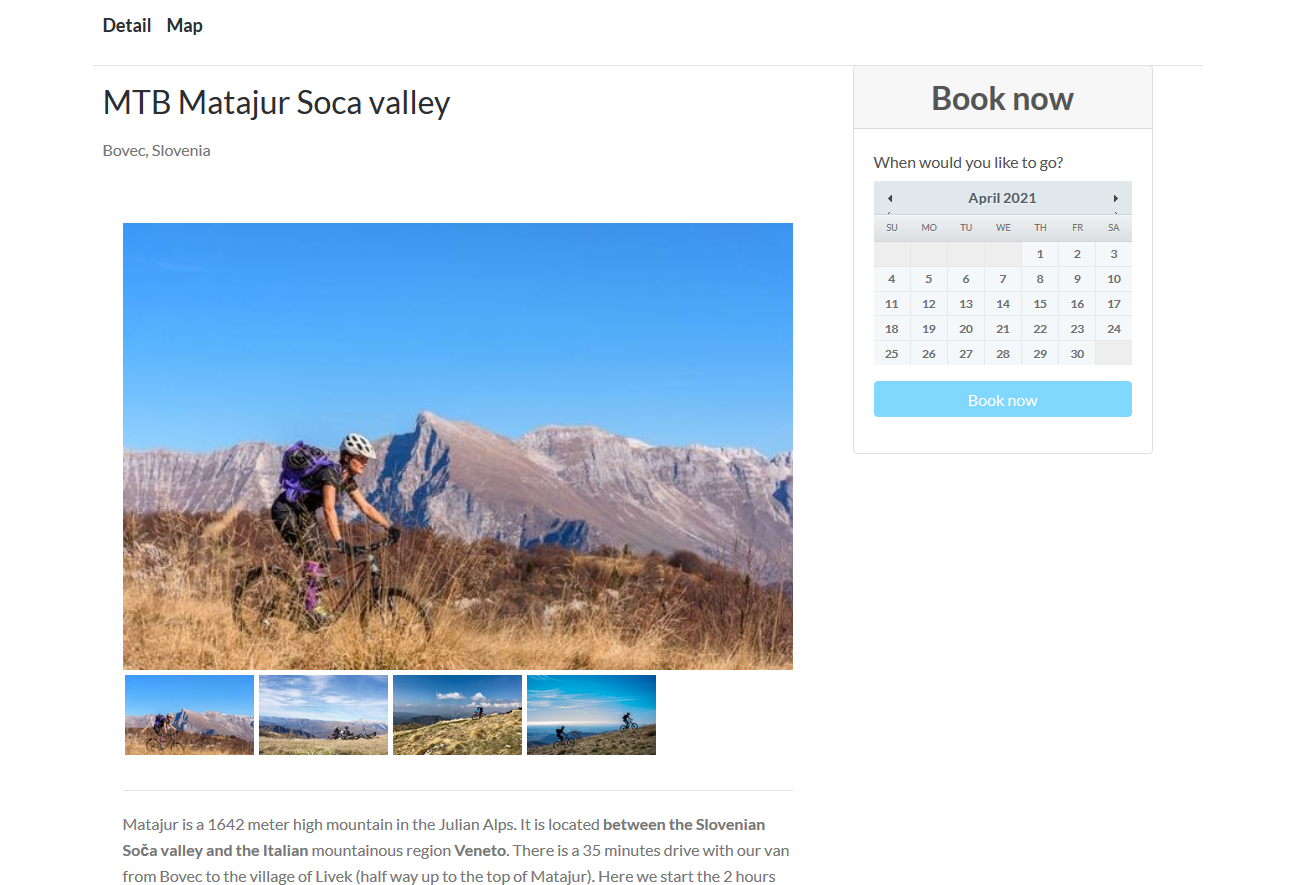 Detail Map
MTB Matajur Soca valley
Bovec, Slovenia
Matajur is a 1642 meter high mountain in the Julian Alps. It is located between the Slovenian
Soča valley and the Italian mountainous region Veneto. There is a 35 minutes drive with our van
from Bovec to the village of Livek (half way up to the top of Matajur). Here we start the 2 hours
Book now
When would you like to go?
April 2021
SU MO TU WE TH FR SA
1 2 3
4 5 6 7 8 9 10
11 12 13 14 15 16 17
18 19 20 21 22 23 24
25 26 27 28 29 30
Book now